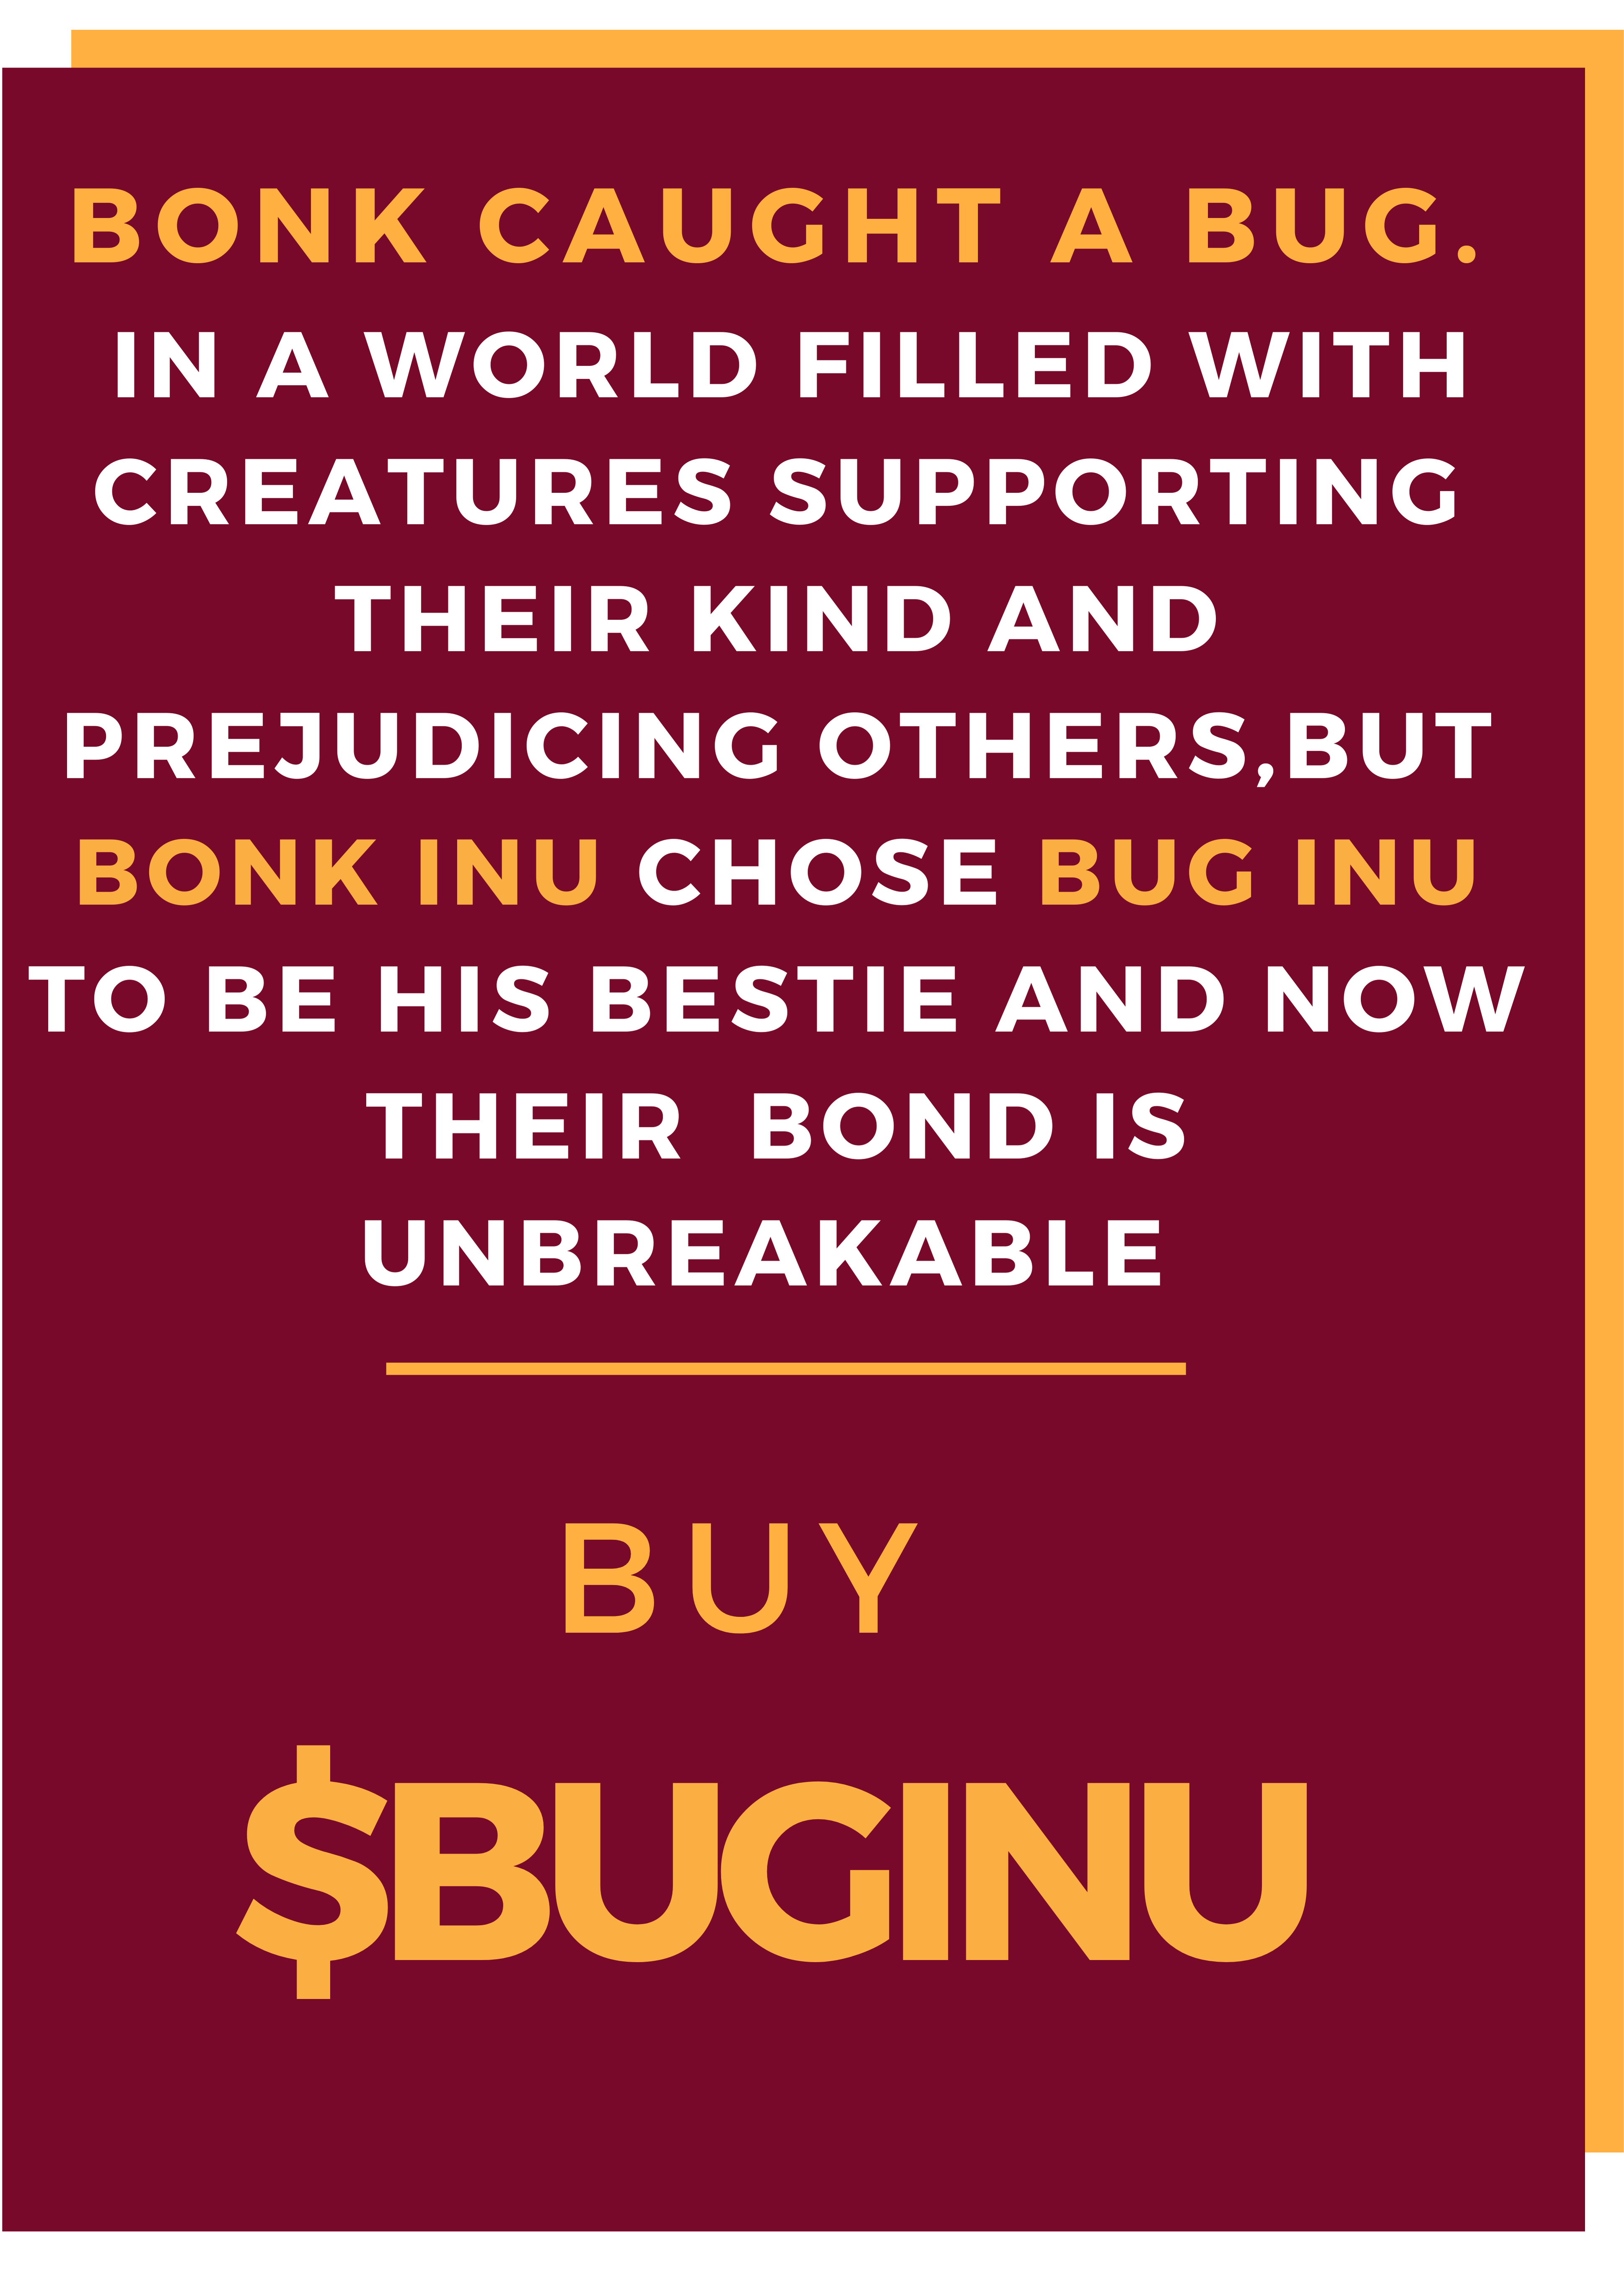 BONK CAUGHT A BUG.
IN A WORLD FILLED WITH
CREATURES SUPPORTING
THEIR KIND AND
PREJUDICING OTHERS,BUT
BONK INU CHOSE BUG INU
TO BE HIS BESTIE AND NOW
THEIR BOND IS
UNBREAKABLE
BUY
$BUGINU